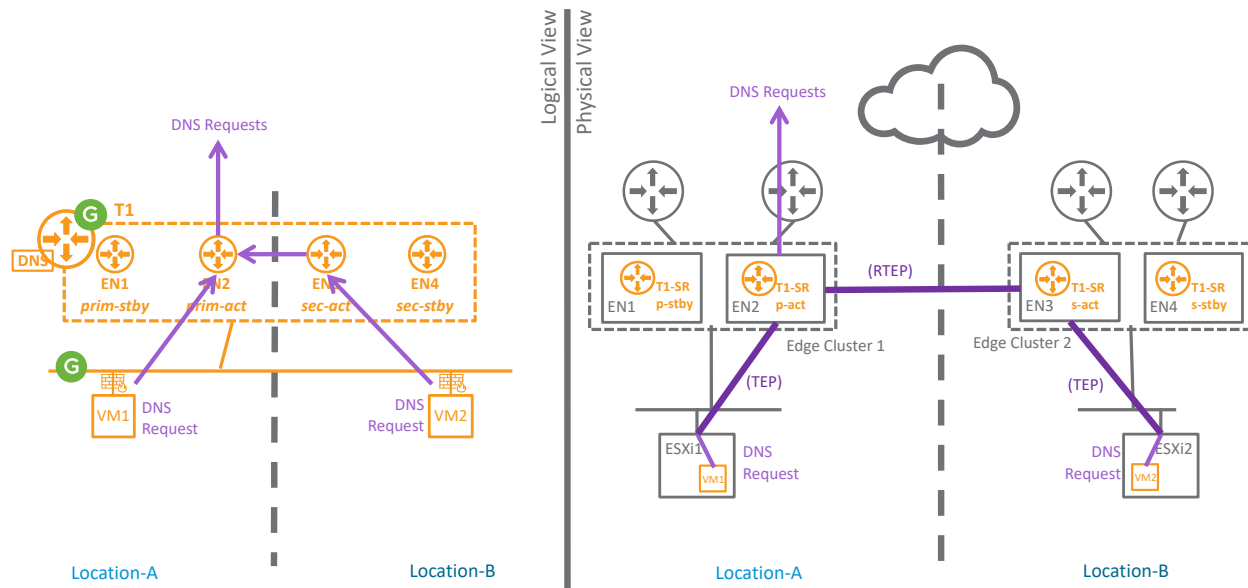 Logical View
Physical View
DNS Requests
G
T1
DNS
EN1
prim-stby
EN2
prim-act
sec-act
EN4
sec-stby
G
VM1
DNS
Request
DNS
Request
VM2
Location-A
Location-B
DNS Requests
EN1
T1-SR
p-stby
EN2
T1-SR
p-act
(RTEP)
EN3
T1-SR
s-act
EN4
T1-SR
s-stby
Edge Cluster 1
Edge Cluster 2
(TEP)
(TEP)
ESXi1
VM1
DNS
Request
DNS
Request
ESXi2
VM2
Location-A
Location-B